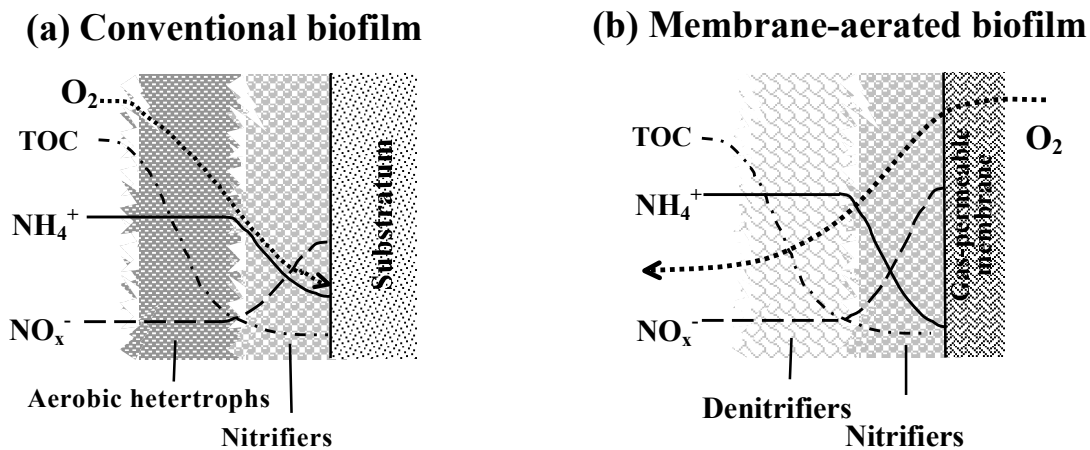 (a) Conventional biofilm
O₂
TOC
NH₄⁺
NOₓ⁻
Substratum
Aerobic hetertrophs
Nitrifiers
(b) Membrane-aerated biofilm
TOC
NH₄⁺
NOₓ⁻
O₂
Gas-permeable
membrane
Denitrifiers
Nitrifiers